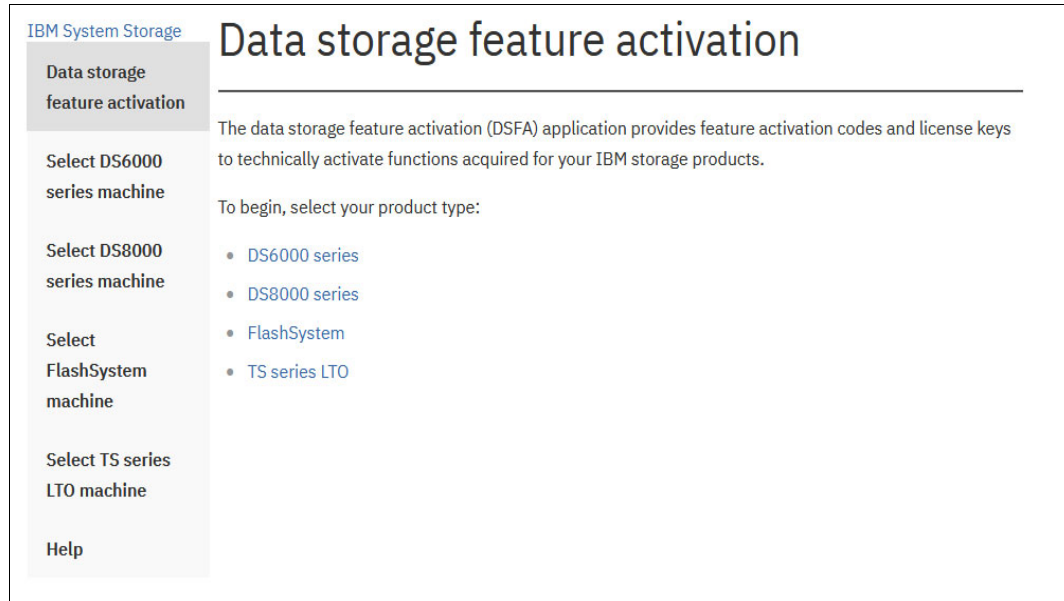 IBM System Storage
Data storage
feature activation
Select DS6000
series machine
Select DS8000
series machine
Select
FlashSystem
machine
Select TS series
LTO machine
Help
Data storage feature activation
The data storage feature activation (DSFA) application provides feature activation codes and license keys
to technically activate functions acquired for your IBM storage products.
To begin, select your product type:
• DS6000 series
• DS8000 series
• FlashSystem
• TS series LTO